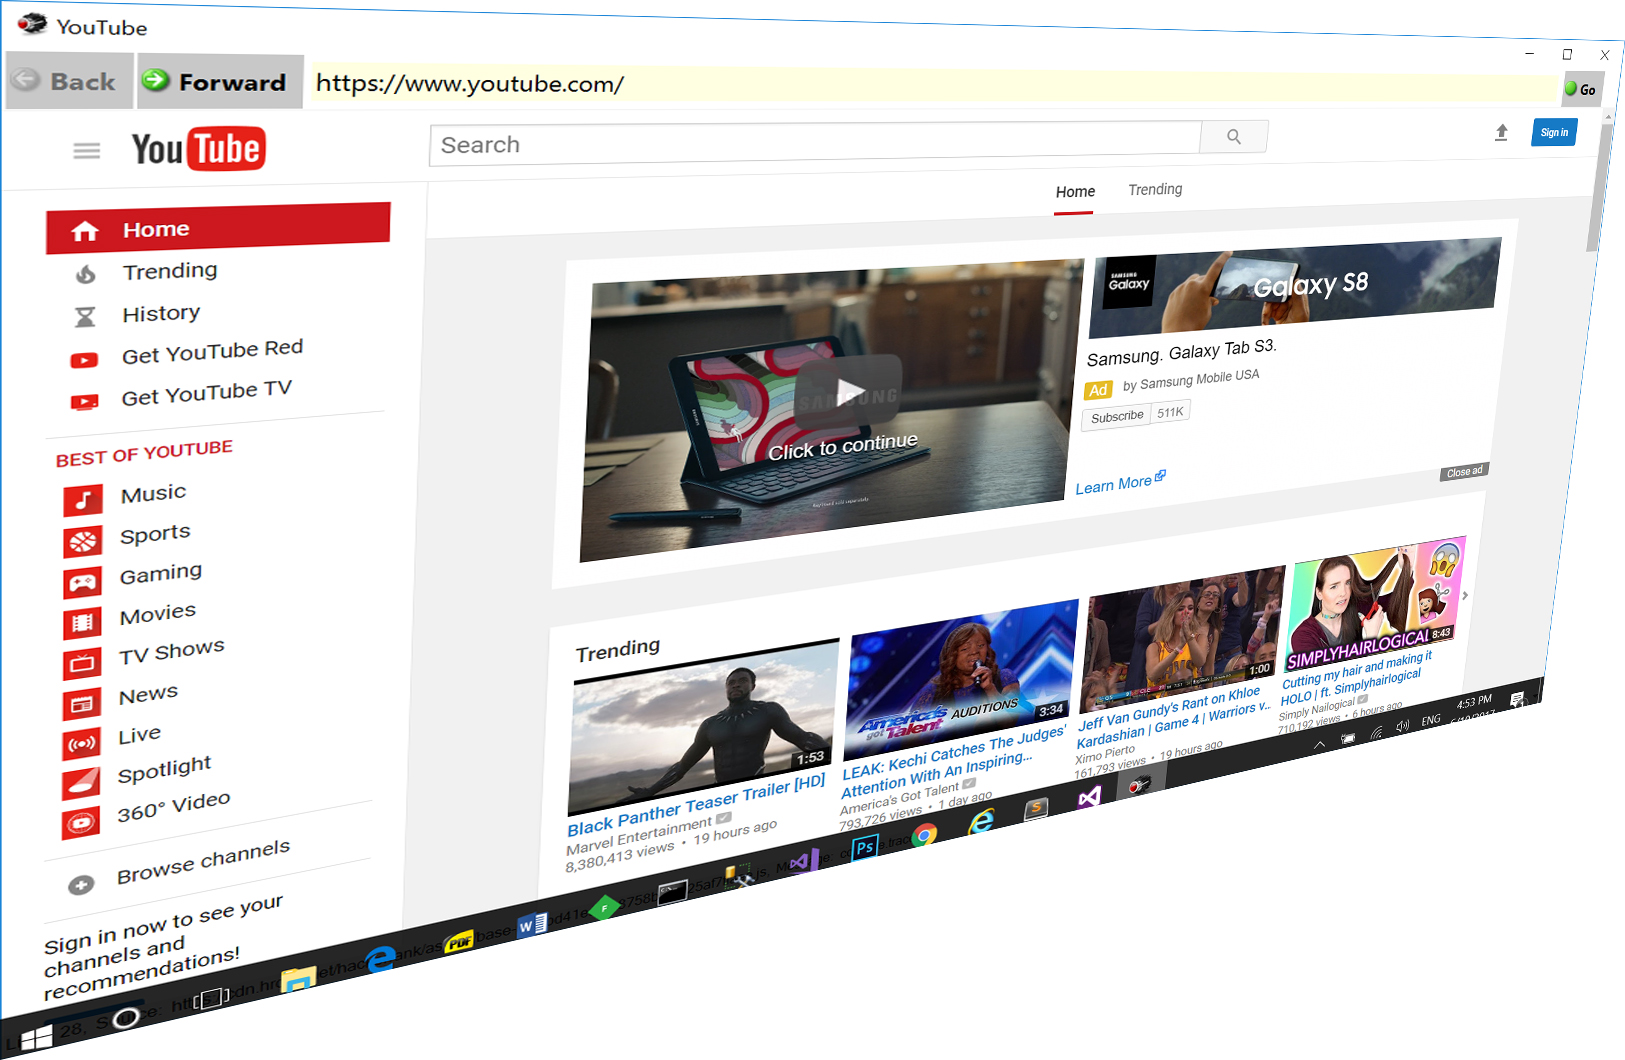 YouTube
Back
Forward
https://www.youtube.com/
Go
YouTube
Search
Sign in
Home
Trending
Home
Trending
History
Get YouTube Red
Get YouTube TV
BEST OF YOUTUBE
Music
Sports
Gaming
Movies
TV Shows
News
Live
Spotlight
360° Video
Browse channels
Sign in now to see your
channels and
recommendations!
SAMSUNG
Click to continue
SAMSUNG
Galaxy
Galaxy S8
Samsung. Galaxy Tab S3.
Ad by Samsung Mobile USA
Subscribe 511K
Learn More
Close ad
Trending
1:53
Black Panther Teaser Trailer [HD]
Marvel Entertainment
8,380,413 views • 19 hours ago
America's
got Talent
AUDITIONS
3:34
LEAK: Kechi Catches The Judges'
Attention With An Inspiring...
America's Got Talent
793,726 views • 1 day ago
1:00
Jeff Van Gundy's Rant on Khloe
Kardashian | Game 4 | Warriors v..
Ximo Pierto
161,793 views • 19 hours ago
SIMPLYHAIRLOGICAL
8:43
Cutting my hair and making it
HOLO | ft. Simplyhairlogical
Simply Nailogical
710,192 views • 6 hours ago
PDF
Ps
ENG
4:53 PM